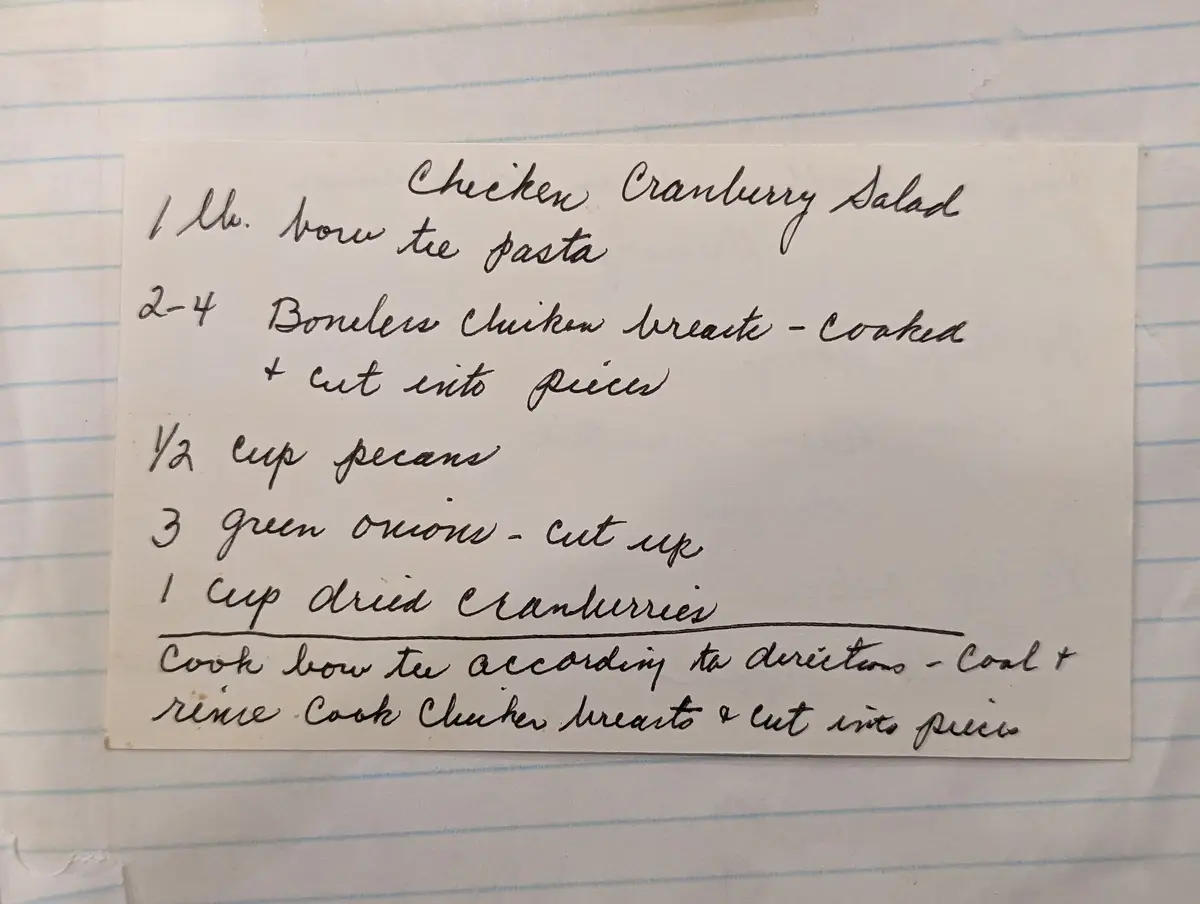 Chicken Cranberry Salad
1 lb. bow tie pasta
2-4 Boneless chicken breasts - cooked
+ cut into pieces
1/2 cup pecans
3 green onions - cut up
1 cup dried cranberries
Cook bow tie according to directions - Cool +
rinse Cook Chicken breasts & cut into pieces